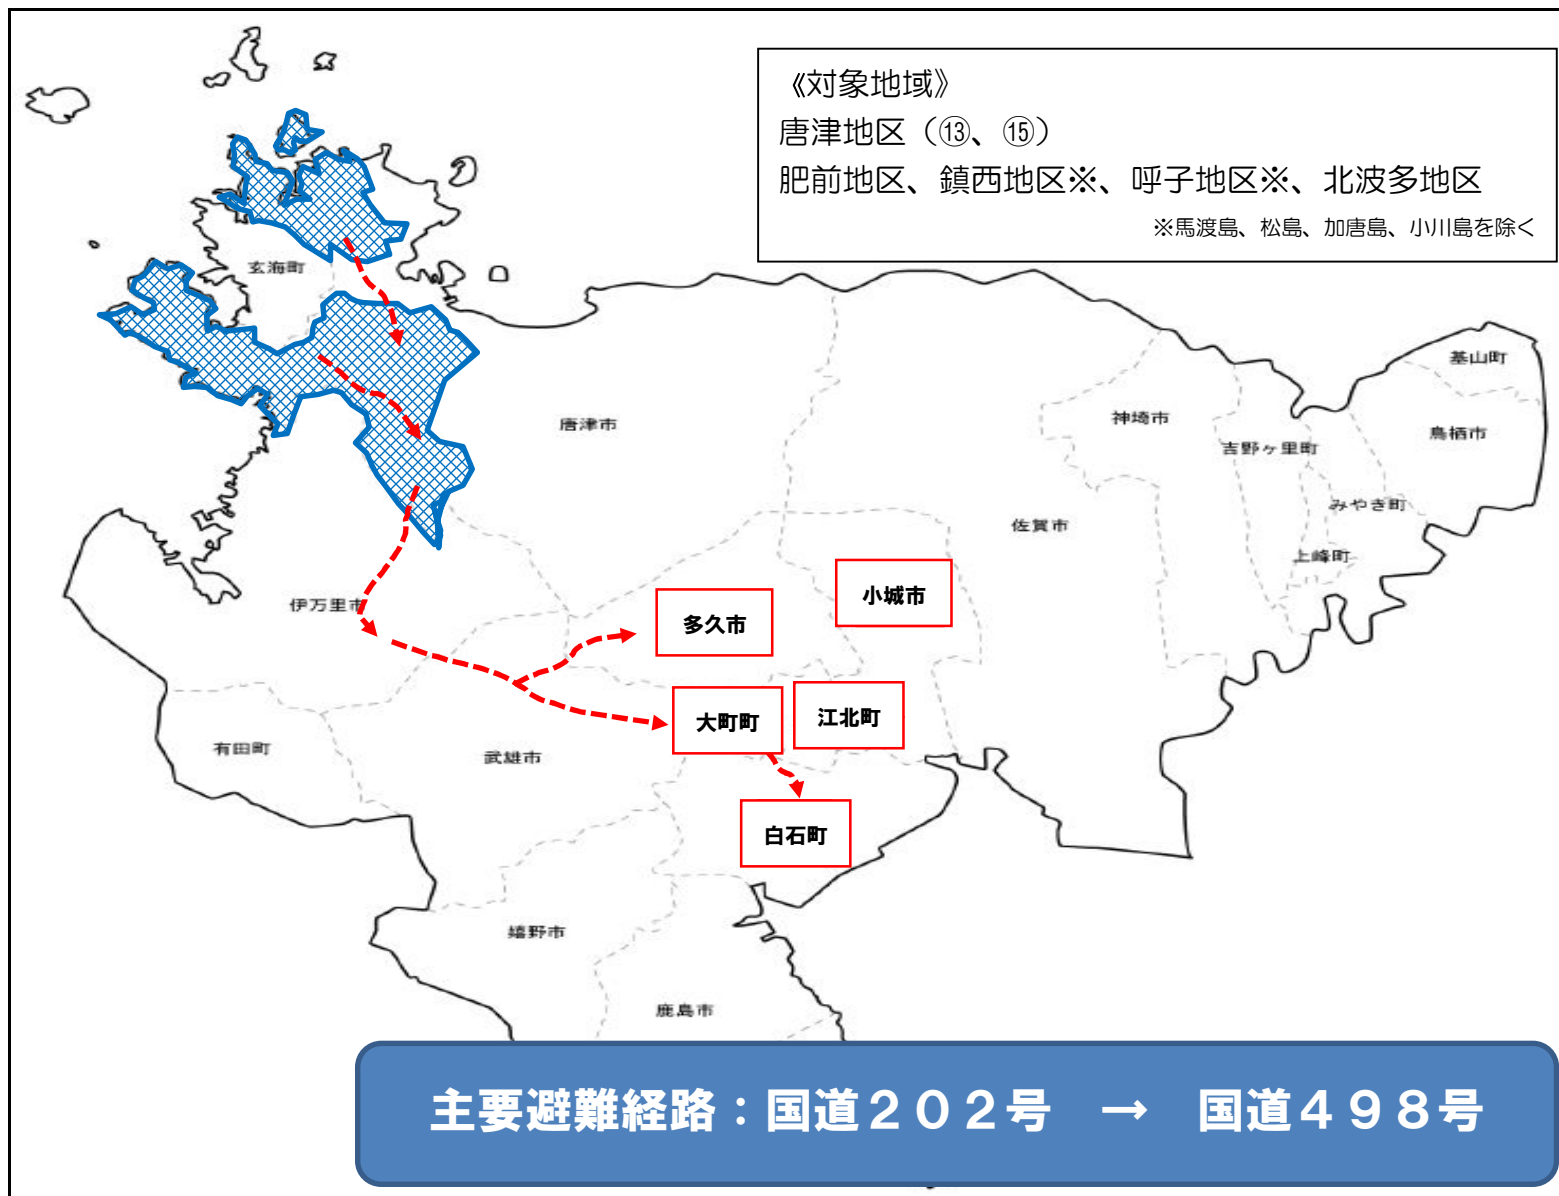 《対象地域》
唐津地区（⑬、⑮）
肥前地区、鎮西地区※、呼子地区※、北波多地区
※馬渡島、松島、加唐島、小川島を除く
玄海町
基山町
唐津市
神埼市
鳥栖市
吉野ヶ里町
みやき町
佐賀市
上峰町
小城市
伊万里市
多久市
大町町
江北町
有田町
武雄市
白石町
嬉野市
鹿島市
主要避難経路：国道２０２号　→　国道４９８号